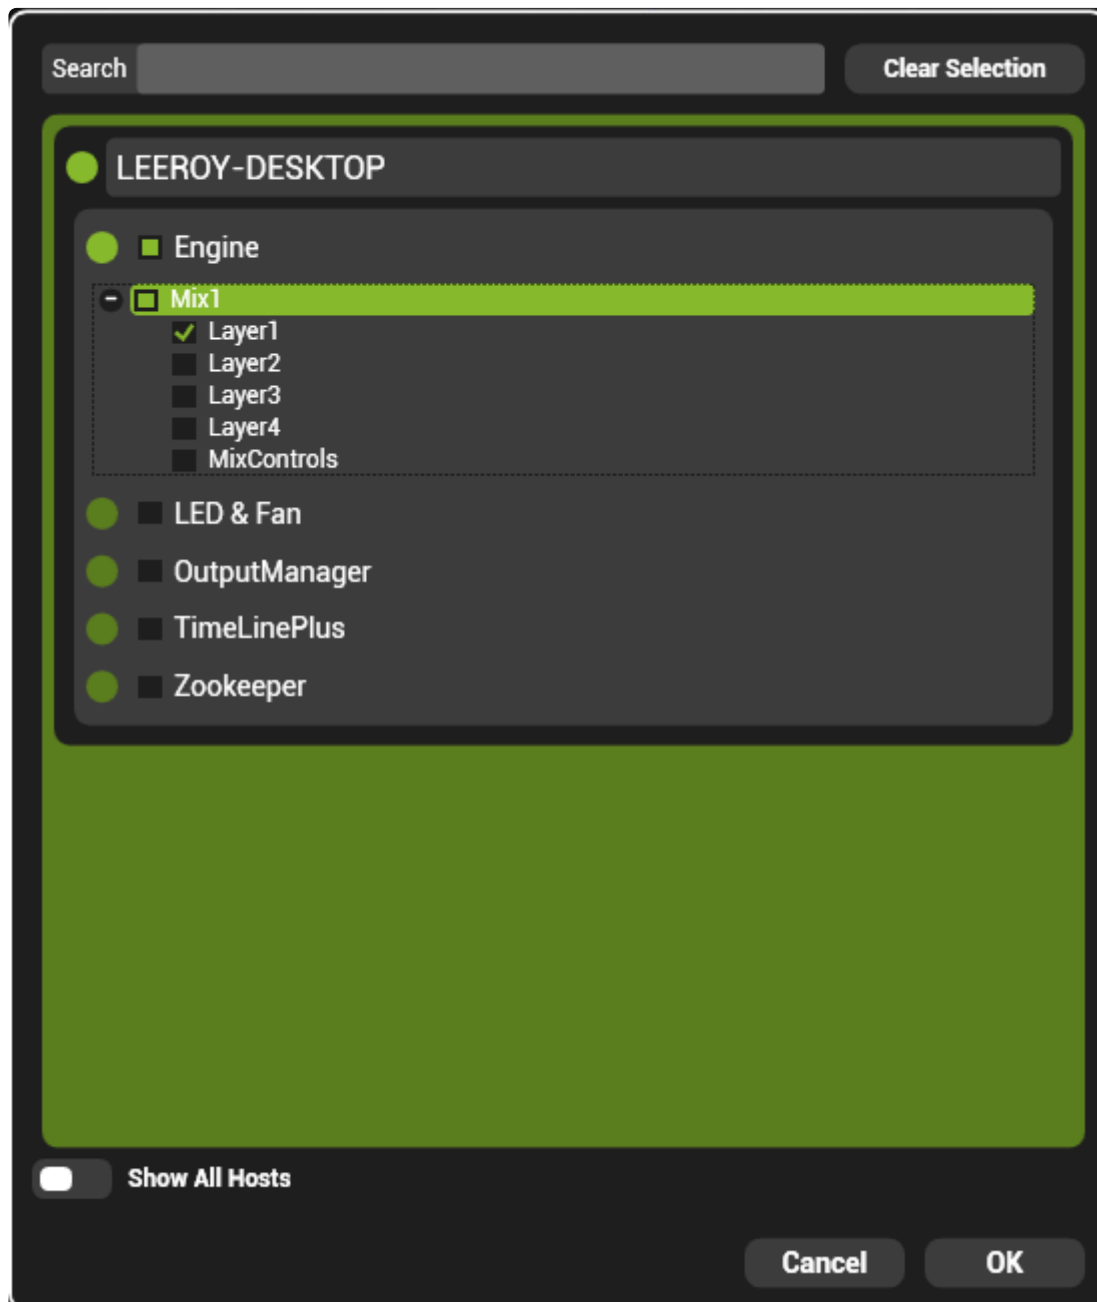 Search
Clear Selection
LEEROY-DESKTOP
Engine
Mix1
Layer1
Layer2
Layer3
Layer4
MixControls
LED & Fan
OutputManager
TimeLinePlus
Zookeeper
Show All Hosts
Cancel
OK